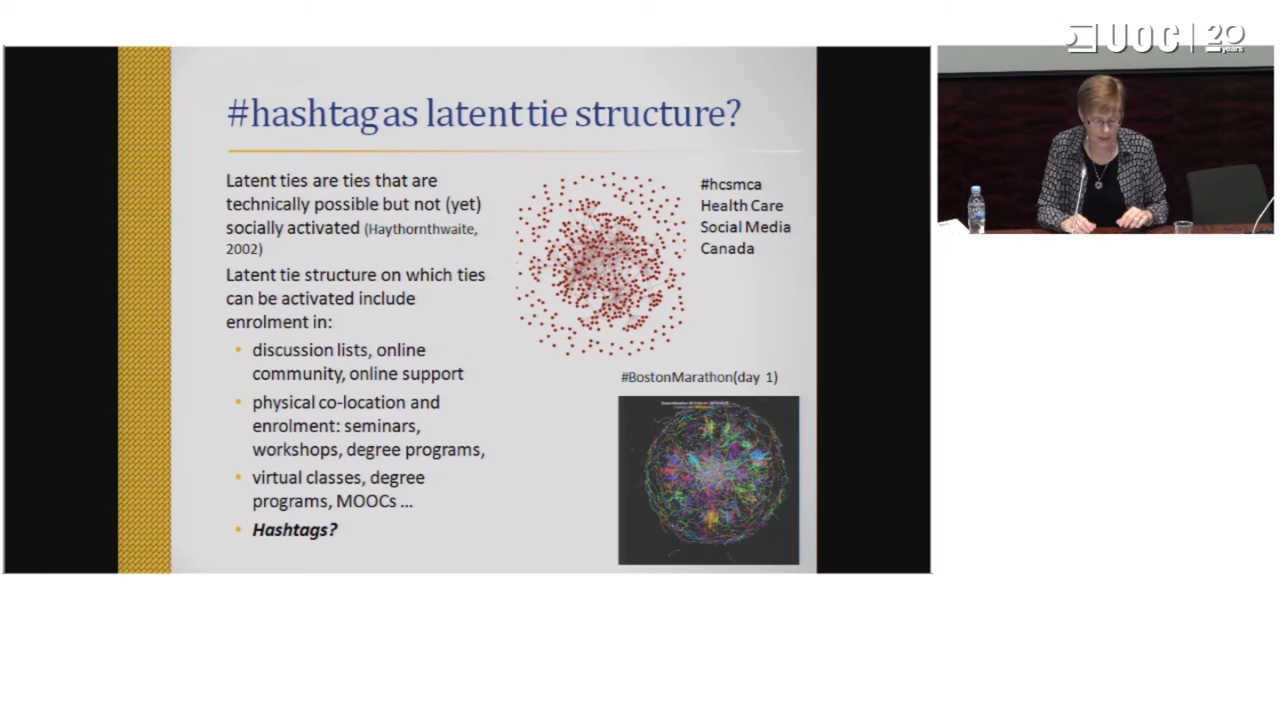 UOC 20 years
#hashtag as latent tie structure?
Latent ties are ties that are
technically possible but not (yet)
socially activated (Haythornthwaite,
2002)
Latent tie structure on which ties
can be activated include
enrolment in:
• discussion lists, online
community, online support
• physical co-location and
enrolment: seminars,
workshops, degree programs,
• virtual classes, degree
programs, MOOCs ...
• Hashtags?
#hcsmca
Health Care
Social Media
Canada
#BostonMarathon(day 1)